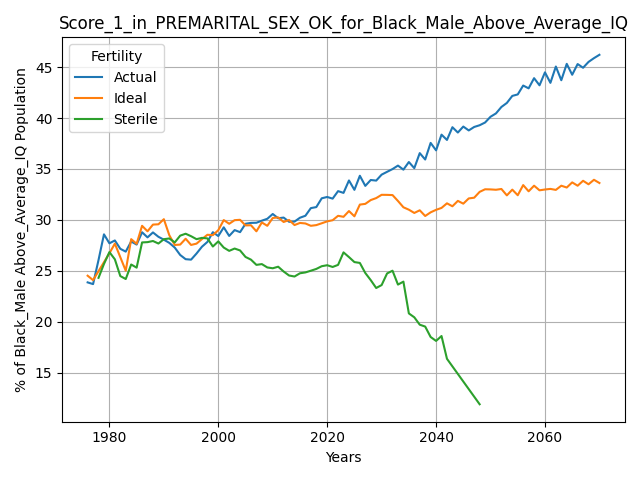 Score_1_in_PREMARITAL_SEX_OK_for_Black_Male_Above_Average_IQ
% of Black_Male Above_Average_IQ Population
45
40
35
30
25
20
15
Fertility
Actual
Ideal
Sterile
1980
2000
2020
2040
2060
Years